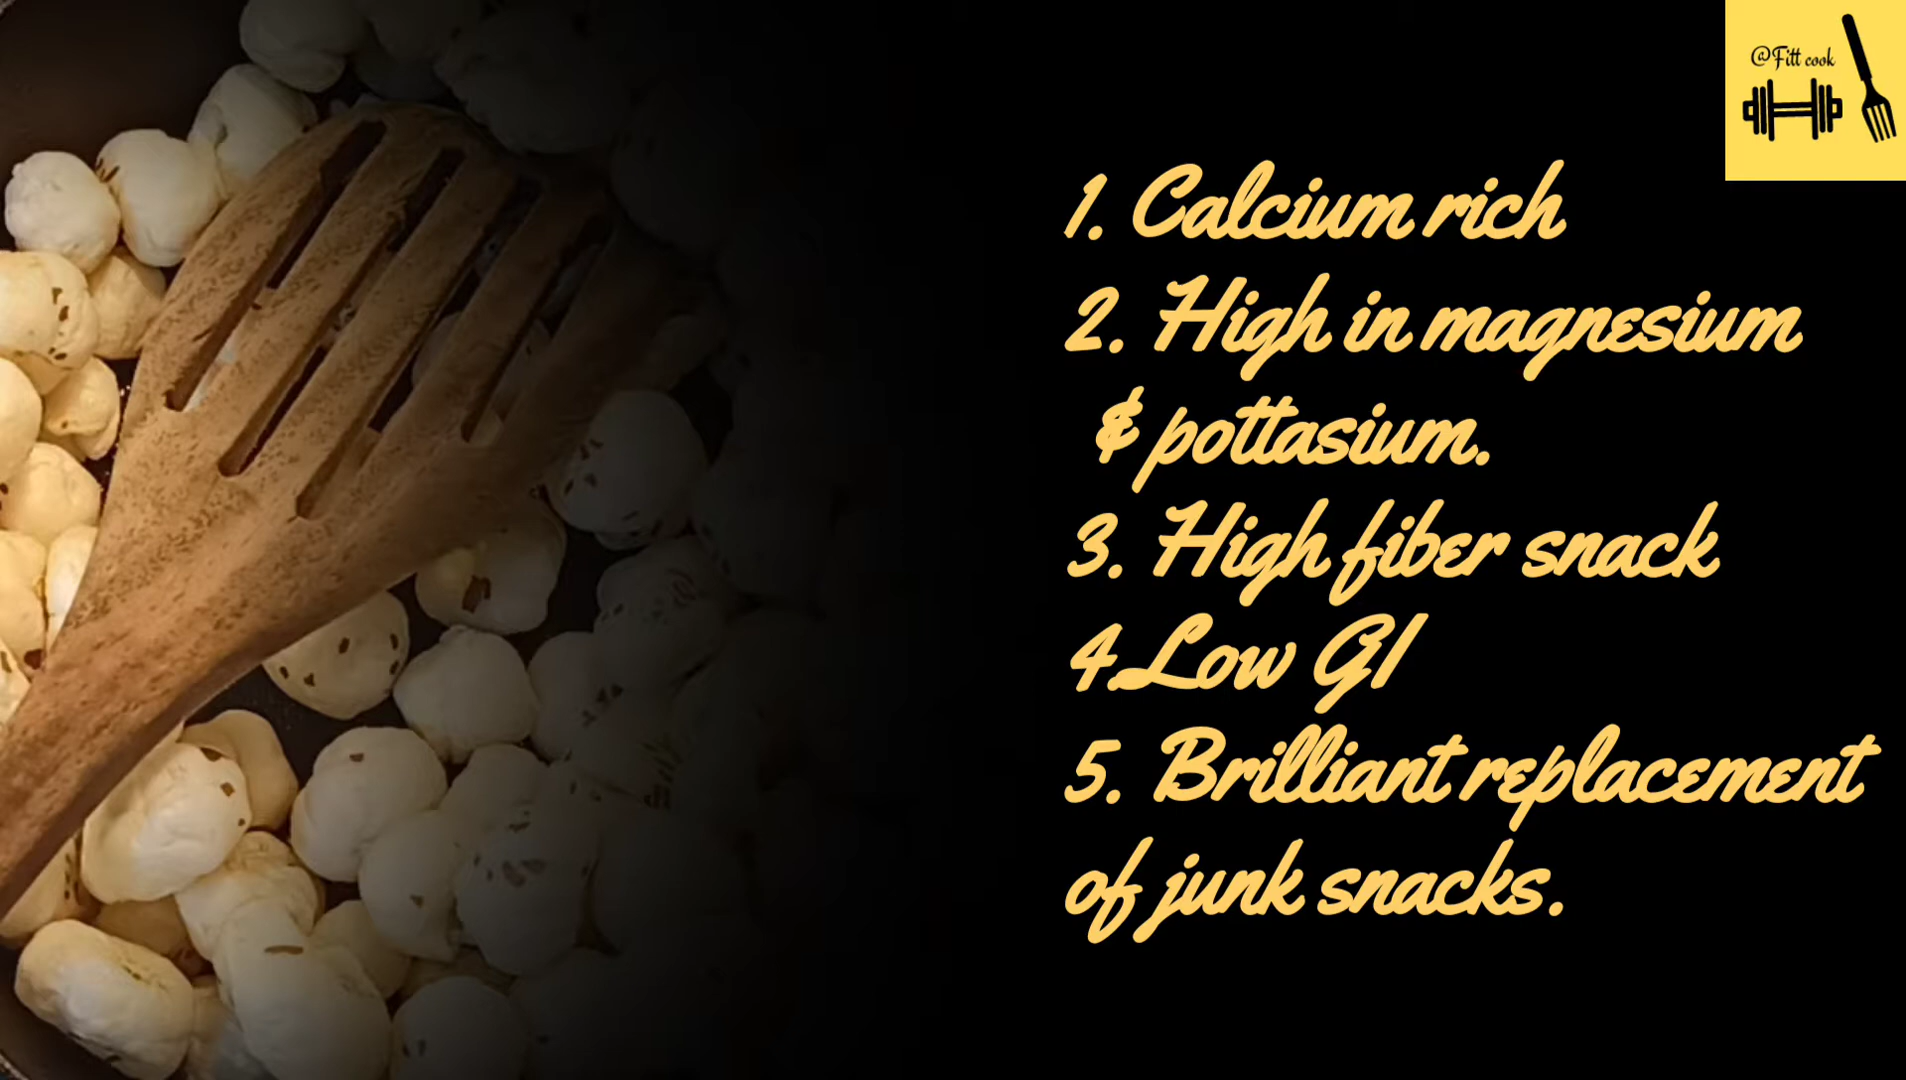 @Fitt cook
1. Calcium rich
2. High in magnesium
& pottasium.
3. High fiber snack
4.Low GI
5. Brilliant replacement
of junk snacks.